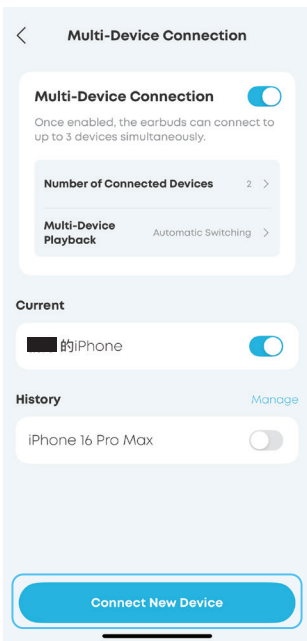 Multi-Device Connection
Multi-Device Connection
Once enabled, the earbuds can connect to
up to 3 devices simultaneously.
Number of Connected Devices 2
Multi-Device
Playback
Automatic Switching
Current
的iPhone
History
Manage
iPhone 16 Pro Max
Connect New Device